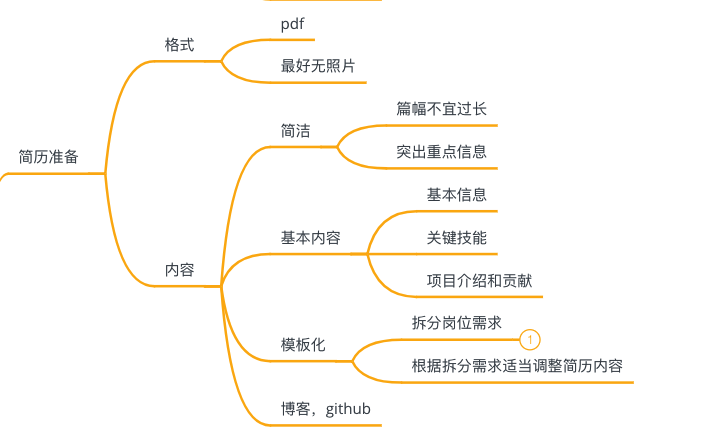 简历准备
格式
pdf
最好无照片
内容
简洁
篇幅不宜过长
突出重点信息
基本内容
基本信息
关键技能
项目介绍和贡献
模板化
拆分岗位需求
1
根据拆分需求适当调整简历内容
博客，github